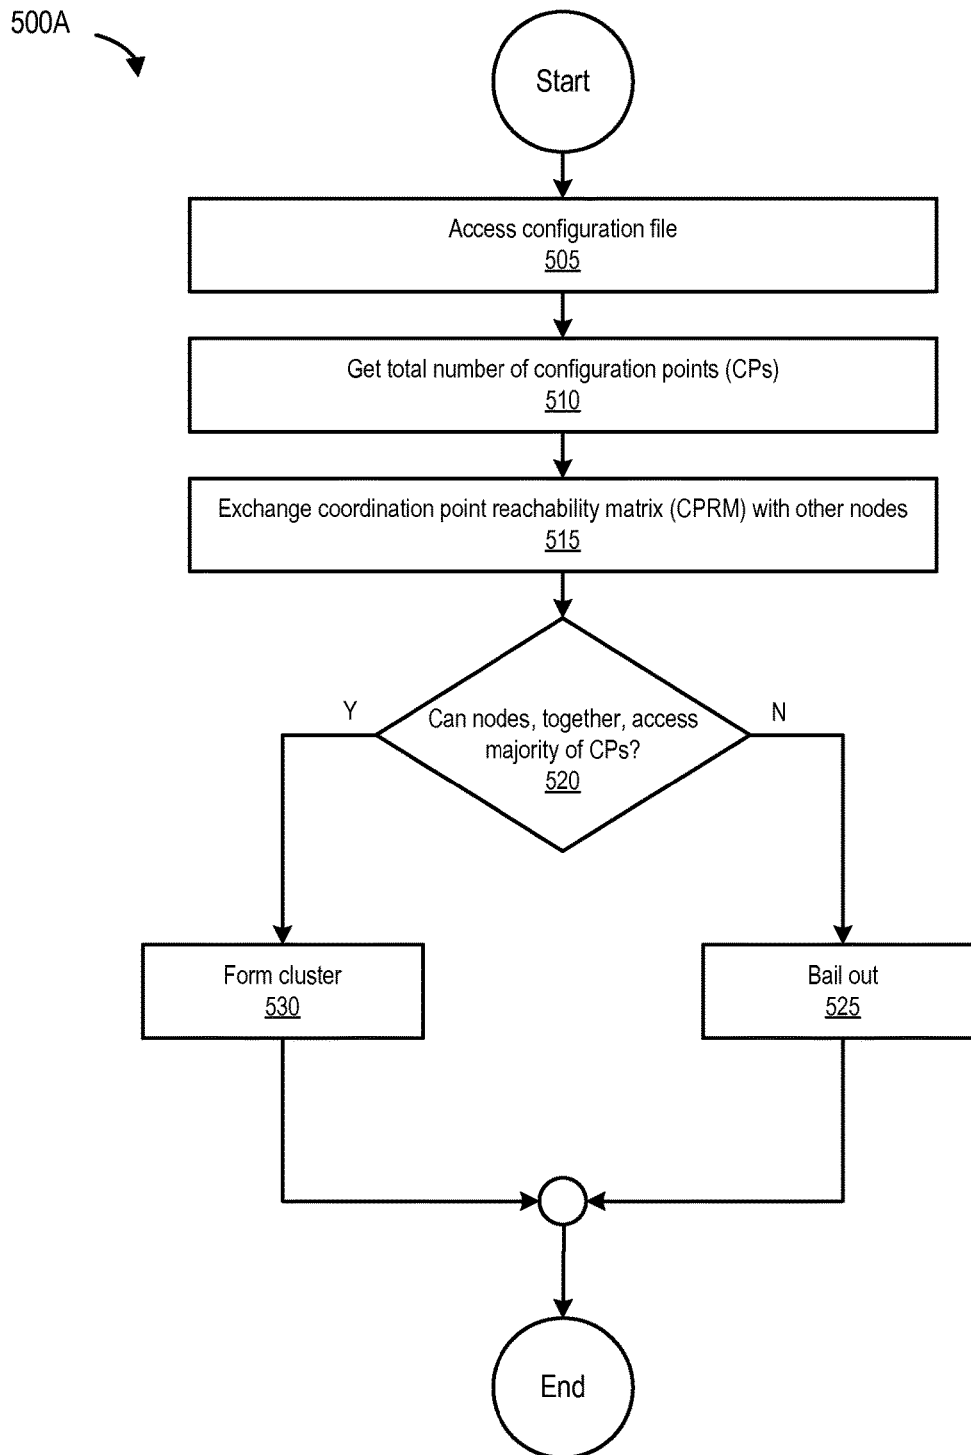 500A
Start
Access configuration file
505
Get total number of configuration points (CPs)
510
Exchange coordination point reachability matrix (CPRM) with other nodes
515
Y
N
Can nodes, together, access
majority of CPs?
520
Form cluster
530
Bail out
525
End